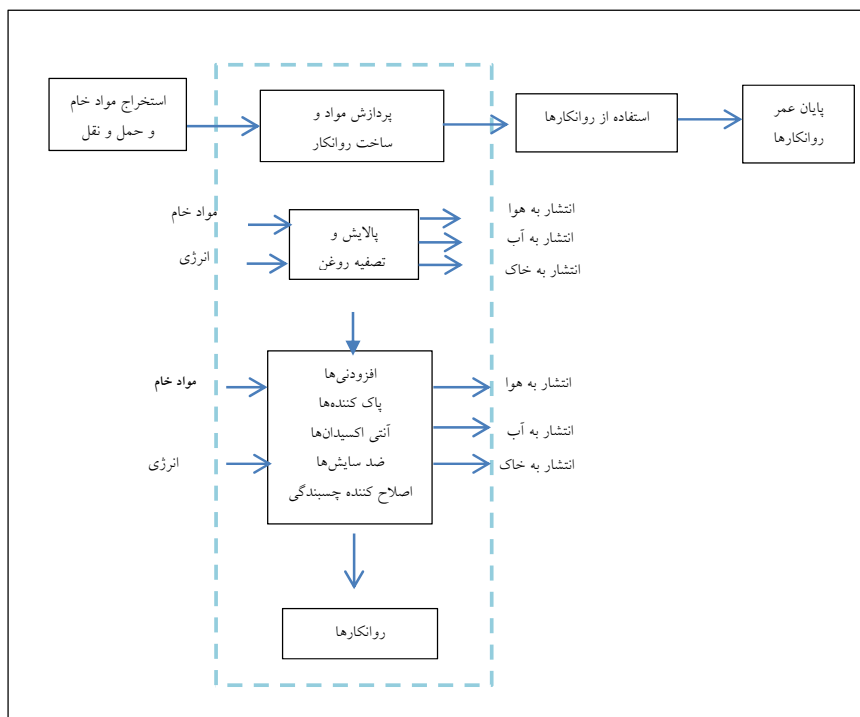 استخراج مواد خام
و حمل و نقل
پردازش مواد و
ساخت روانکار
استفاده از روانکارها
پایان عمر
روانکارها
مواد خام
انرژی
پالایش و
تصفیه روغن
انتشار به هوا
انتشار به آب
انتشار به خاک
مواد خام
انرژی
افزودنی‌ها
پاک کننده‌ها
آنتی اکسیدان‌ها
ضد سایش‌ها
اصلاح کننده چسبندگی
انتشار به هوا
انتشار به آب
انتشار به خاک
روانکارها